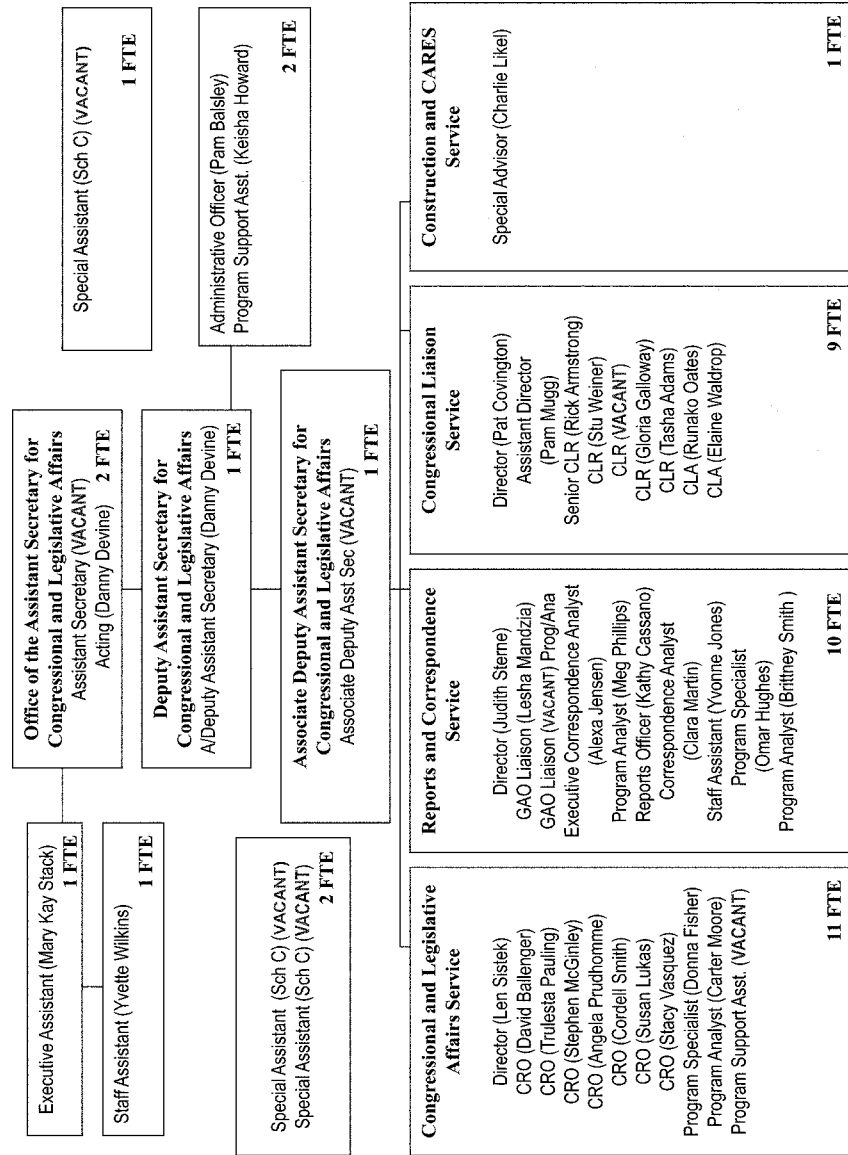 Executive Assistant (Mary Kay Stack)
1 FTE
Staff Assistant (Yvette Wilkins)
1 FTE
Office of the Assistant Secretary for
Congressional and Legislative Affairs
Assistant Secretary (VACANT)
Acting (Danny Devine) 2 FTE
Special Assistant (Sch C) (VACANT)
1 FTE
Deputy Assistant Secretary for
Congressional and Legislative Affairs
A/Deputy Assistant Secretary (Danny Devine)
1 FTE
Administrative Officer (Pam Balsley)
Program Support Asst. (Keisha Howard)
2 FTE
Special Assistant (Sch C) (VACANT)
Special Assistant (Sch C) (VACANT)
2 FTE
Associate Deputy Assistant Secretary for
Congressional and Legislative Affairs
Associate Deputy Asst Sec (VACANT)
1 FTE
Congressional and Legislative
Affairs Service
Director (Len Sistek)
CRO (David Ballenger)
CRO (Trulesta Pauling)
CRO (Stephen McGinley)
CRO (Angela Prudhomme)
CRO (Cordell Smith)
CRO (Susan Lukas)
CRO (Stacy Vasquez)
Program Specialist (Donna Fisher)
Program Analyst (Carter Moore)
Program Support Asst. (VACANT)
11 FTE
Reports and Correspondence
Service
Director (Judith Sterne)
GAO Liaison (Lesha Mandzia)
GAO Liaison (VACANT) Prog/Ana
Executive Correspondence Analyst
(Alexa Jensen)
Program Analyst (Meg Phillips)
Reports Officer (Kathy Cassano)
Correspondence Analyst
(Clara Martin)
Staff Assistant (Yvonne Jones)
Program Specialist
(Omar Hughes)
Program Analyst (Brittney Smith )
10 FTE
Congressional Liaison
Service
Director (Pat Covington)
Assistant Director
(Pam Mugg)
Senior CLR (Rick Armstrong)
CLR (Stu Weiner)
CLR (VACANT)
CLR (Gloria Galloway)
CLR (Tasha Adams)
CLA (Runako Oates)
CLA (Elaine Waldrop)
9 FTE
Construction and CARES
Service
Special Advisor (Charlie Likel)
1 FTE